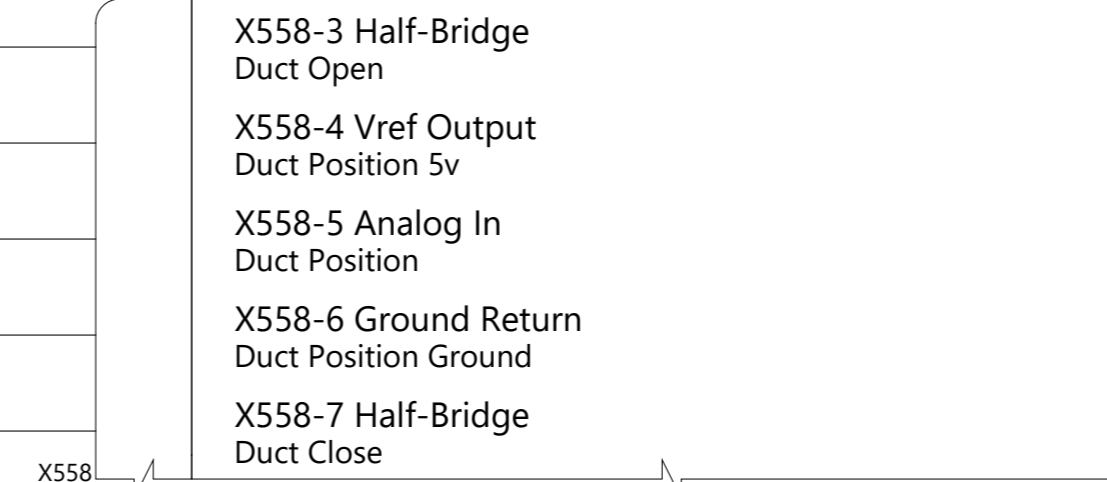 X558-3 Half-Bridge
Duct Open
X558-4 Vref Output
Duct Position 5v
X558-5 Analog In
Duct Position
X558-6 Ground Return
Duct Position Ground
X558-7 Half-Bridge
Duct Close
X558